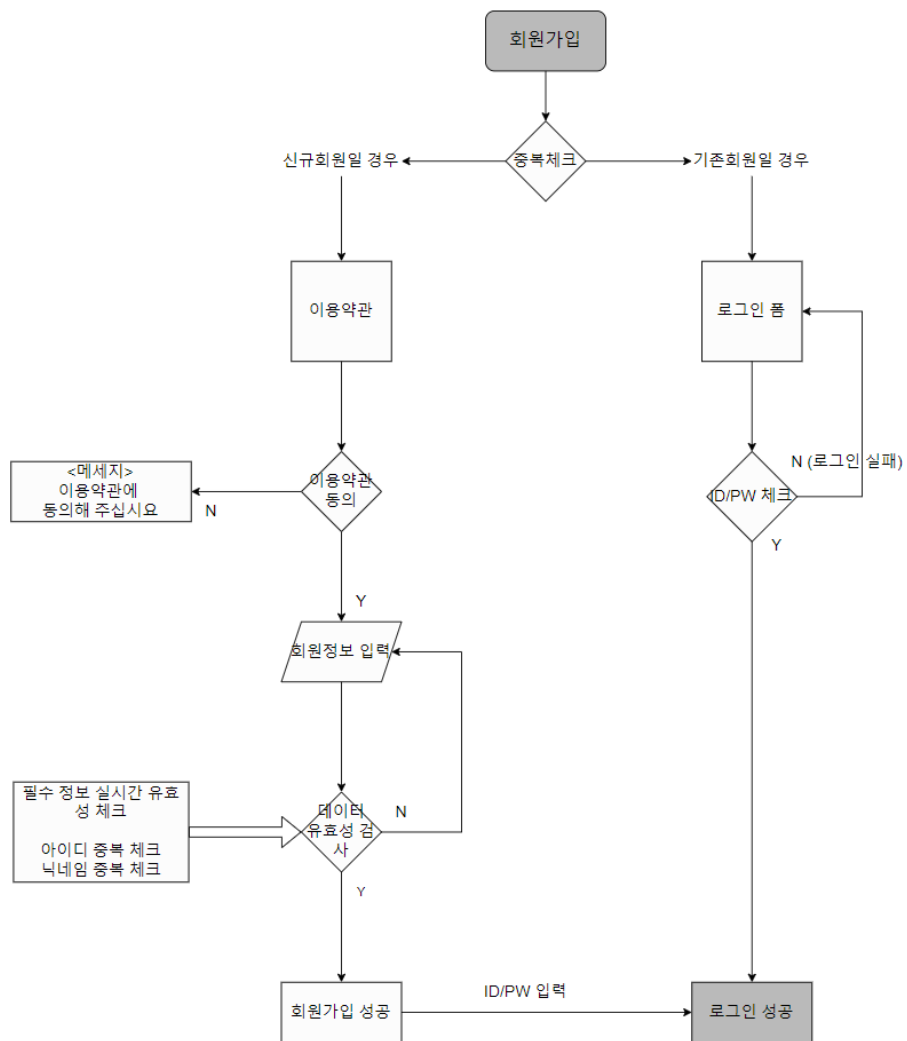 회원가입
중복체크
신규회원일 경우
기존회원일 경우
이용약관
로그인 폼
<메세지>
이용약관에
동의해 주십시요
N
이용약관
동의
N (로그인 실패)
ID/PW 체크
Y
Y
회원정보 입력
필수 정보 실시간 유효
성 체크
아이디 중복 체크
닉네임 중복 체크
데이터
유효성 검
사
N
Y
회원가입 성공
ID/PW 입력
로그인 성공